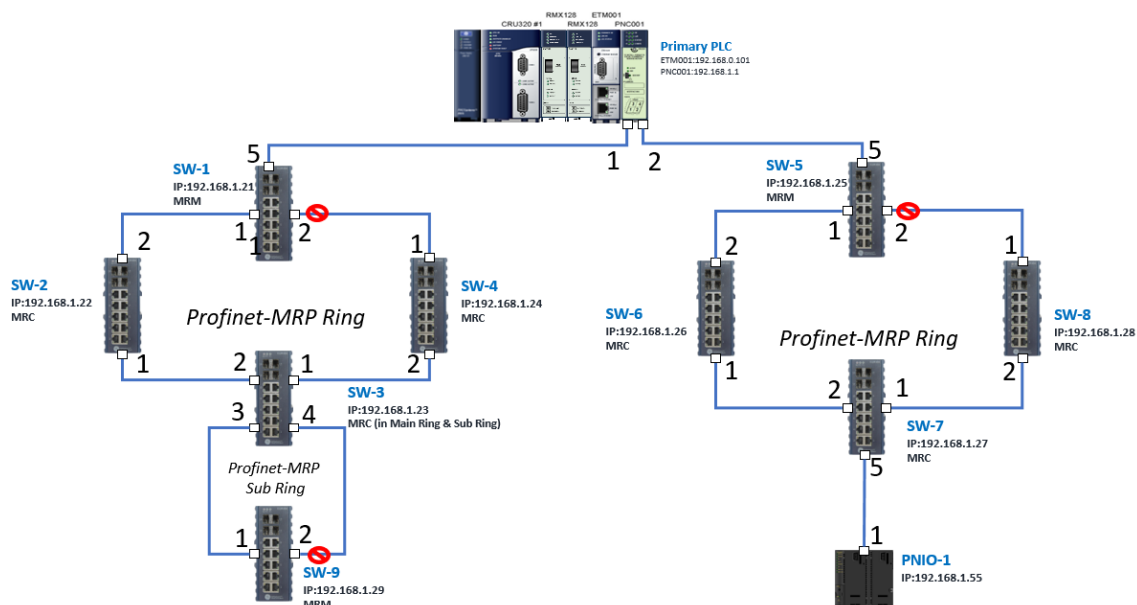 RMX128 ETM001
CRU320 #1 RMX128 PNC001
Primary PLC
ETM001:192.168.0.101
PNC001:192.168.1.1
1 2
5
SW-1
IP:192.168.1.21
MRM
1 2
1
2
1
SW-2
IP:192.168.1.22
MRC
1
Profinet-MRP Ring
SW-4
IP:192.168.1.24
MRC
2
2 1
SW-3
IP:192.168.1.23
MRC (in Main Ring & Sub Ring)
3 4
Profinet-MRP
Sub Ring
1 2
SW-9
IP:192.168.1.29
MRM
5
SW-5
IP:192.168.1.25
MRM
1 2
2
1
SW-6
IP:192.168.1.26
MRC
1
Profinet-MRP Ring
SW-8
IP:192.168.1.28
MRC
2
2 1
SW-7
IP:192.168.1.27
MRC
5
1
PNIO-1
IP:192.168.1.55